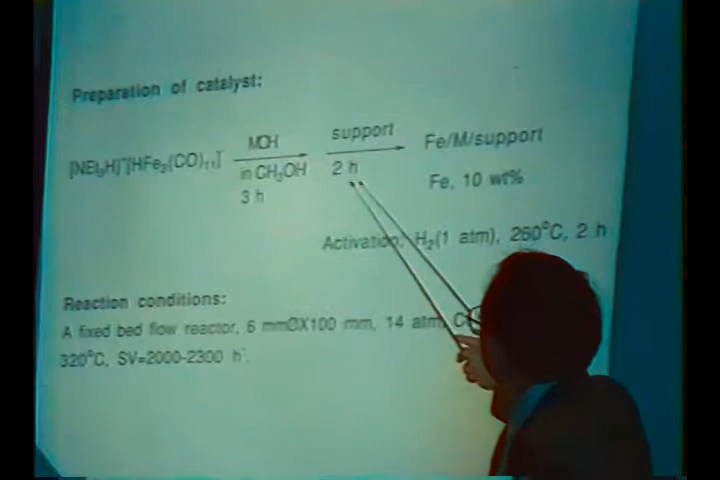 Preparation of catalyst:
[NEt₃H]⁺[HFe₃(CO)₁₁]⁻ MOH in CH₃OH 3 h support 2 h Fe/M/support
Fe, 10 wt%
Activation: H₂(1 atm), 260°C, 2 h
Reaction conditions:
A fixed bed flow reactor, 6 mmØX100 mm, 14 atm,
320°C, SV=2000-2300 h⁻.